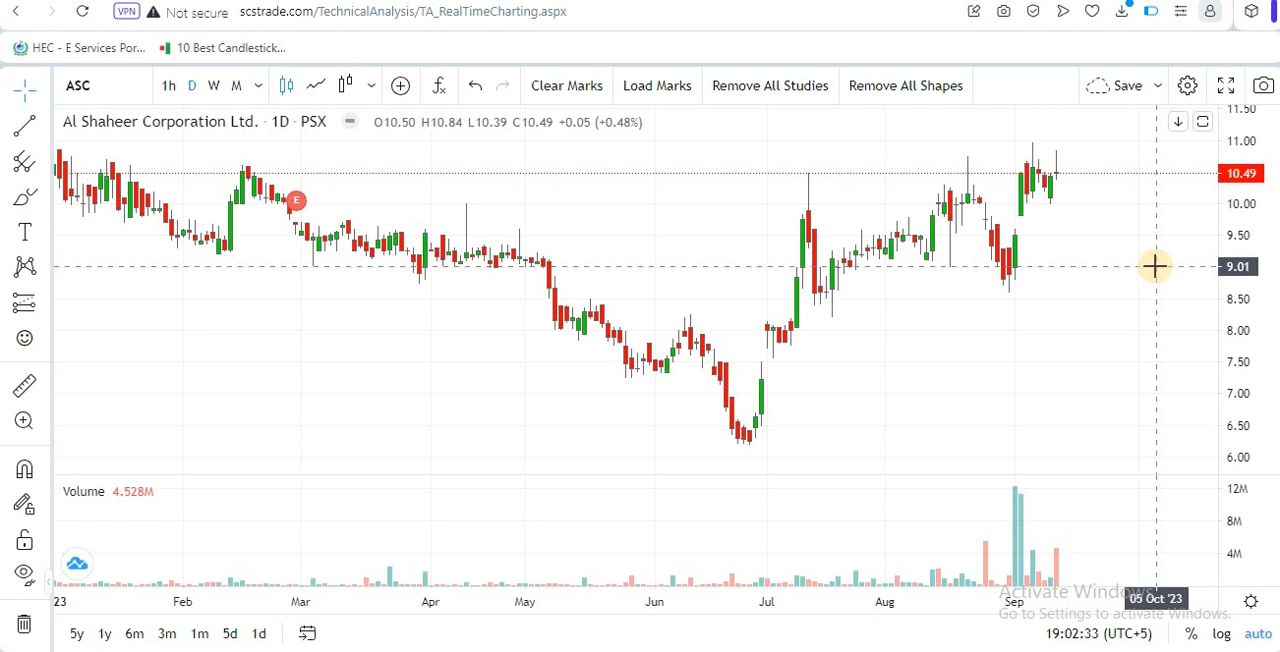 VPN Not secure scstrade.com/TechnicalAnalysis/TA_RealTimeCharting.aspx
HEC - E Services Por... 10 Best Candlestick...
ASC 1h D W M Clear Marks Load Marks Remove All Studies Remove All Shapes Save
Al Shaheer Corporation Ltd. · 1D · PSX O10.50 H10.84 L10.39 C10.49 +0.05 (+0.48%)
11.50
11.00
10.49
E
10.00
9.50
9.01
8.50
8.00
7.50
7.00
6.50
6.00
Volume 4.528M
12M
8M
4M
Activate Windows
23 Feb Mar Apr May Jun Jul Aug Sep 05 Oct '23
Go to Settings to activate Windows.
5y 1y 6m 3m 1m 5d 1d 19:02:33 (UTC+5) % log auto